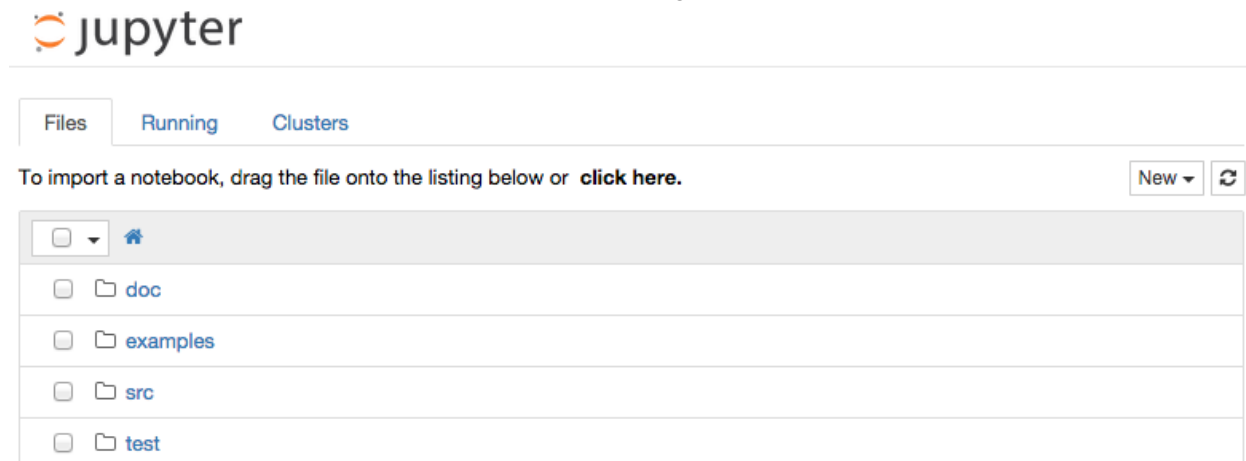 jupyter
Files Running Clusters
To import a notebook, drag the file onto the listing below or click here. New
doc
examples
src
test